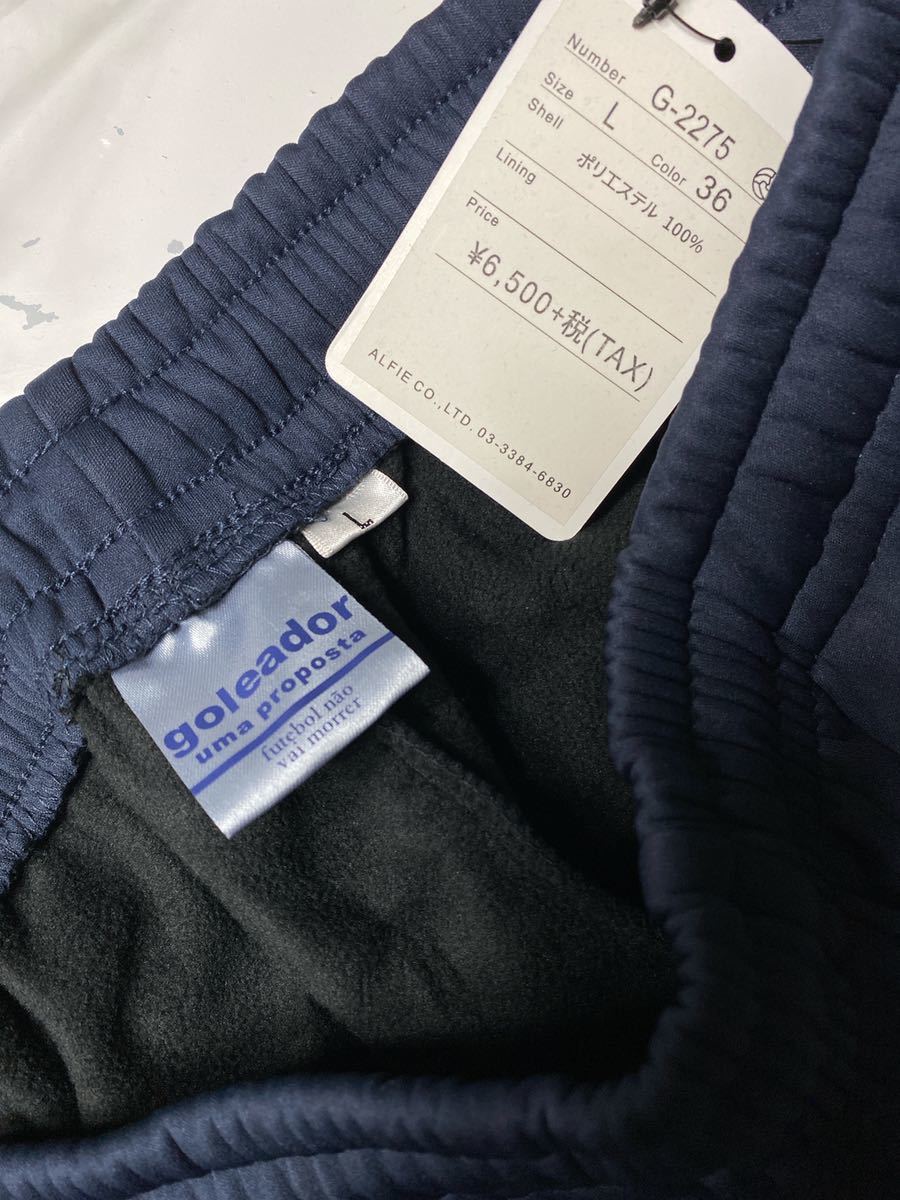 Number G-2275
Size L Color 36
Shell ポリエステル 100%
Lining
Price
¥6,500+税(TAX)
ALFIE CO.,LTD. 03-3384-6830
L
goleador
uma proposta
futebol não
vai morrer